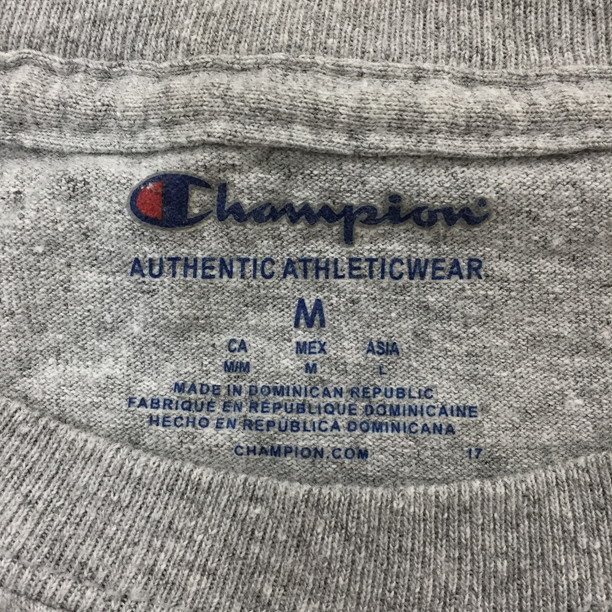 Champion
AUTHENTIC ATHLETICWEAR
M
CA MEX ASIA
M/M M L
MADE IN DOMINICAN REPUBLIC
FABRIQUÉ EN RÉPUBLIQUE DOMINICAINE
HECHO EN REPÚBLICA DOMINICANA
CHAMPION.COM 17